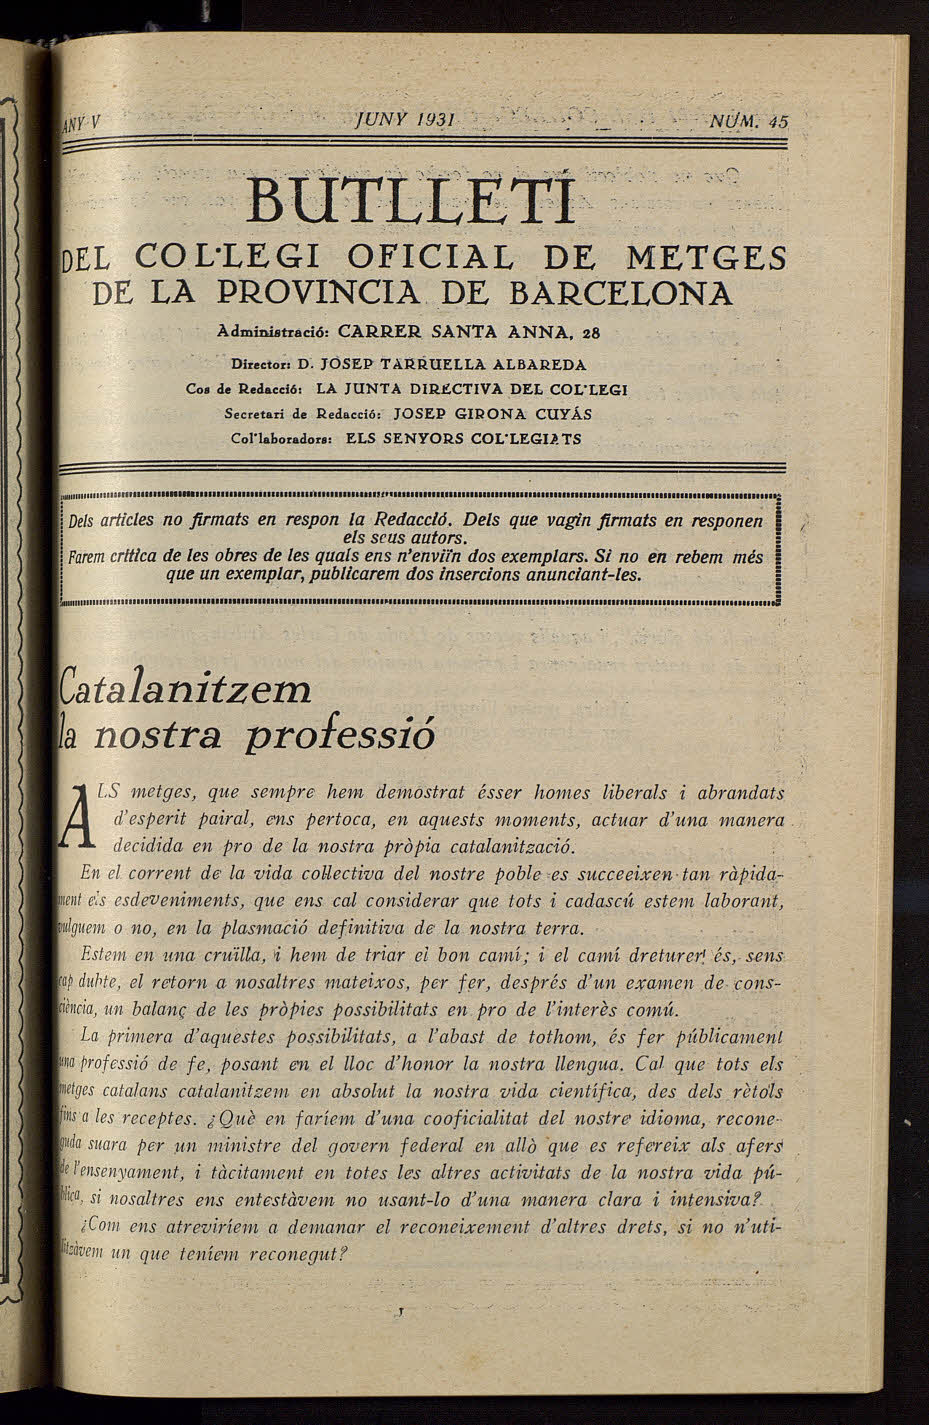 ANY V JUNY 1931 NÚM. 45
BUTLLETÍ
DEL COL·LEGI OFICIAL DE METGES
DE LA PROVINCIA DE BARCELONA
Administració: CARRER SANTA ANNA, 28
Director: D. JOSEP TARRUELLA ALBAREDA
Cos de Redacció: LA JUNTA DIRECTIVA DEL COL·LEGI
Secretari de Redacció: JOSEP GIRONA CUYÁS
Col·laboradors: ELS SENYORS COL·LEGIATS
Dels articles no firmats en respon la Redacció. Dels que vagin firmats en responen
els seus autors.
Farem crítica de les obres de les quals ens n'enviïn dos exemplars. Si no en rebem més
que un exemplar, publicarem dos insercions anunciant-les.
Catalanitzem
la nostra professió
ALS metges, que sempre hem demostrat ésser homes liberals i abrandats
d'esperit pairal, ens pertoca, en aquests moments, actuar d'una manera
decidida en pro de la nostra pròpia catalanització.
En el corrent de la vida collectiva del nostre poble es succeeixen tan ràpida-
ment els esdeveniments, que ens cal considerar que tots i cadascú estem laborant,
vulguem o no, en la plasmació definitiva de la nostra terra.
Estem en una cruïlla, i hem de triar el bon camí; i el camí dreturer! és, sens
cap dubte, el retorn a nosaltres mateixos, per fer, després d'un examen de cons-
ciència, un balanç de les pròpies possibilitats en pro de l'interès comú.
La primera d'aquestes possibilitats, a l'abast de tothom, és fer públicament
una professió de fe, posant en el lloc d'honor la nostra llengua. Cal que tots els
metges catalans catalanitzem en absolut la nostra vida científica, des dels rètols
fins a les receptes. ¿Què en faríem d'una cooficialitat del nostre idioma, recone-
guda suara per un ministre del govern federal en allò que es refereix als afers
de l'ensenyament, i tàcitament en totes les altres activitats de la nostra vida pú-
blica, si nosaltres ens entestàvem no usant-lo d'una manera clara i intensiva?
¿Com ens atreviríem a demanar el reconeixement d'altres drets, si no n'uti-
litzàvem un que teníem reconegut?
1